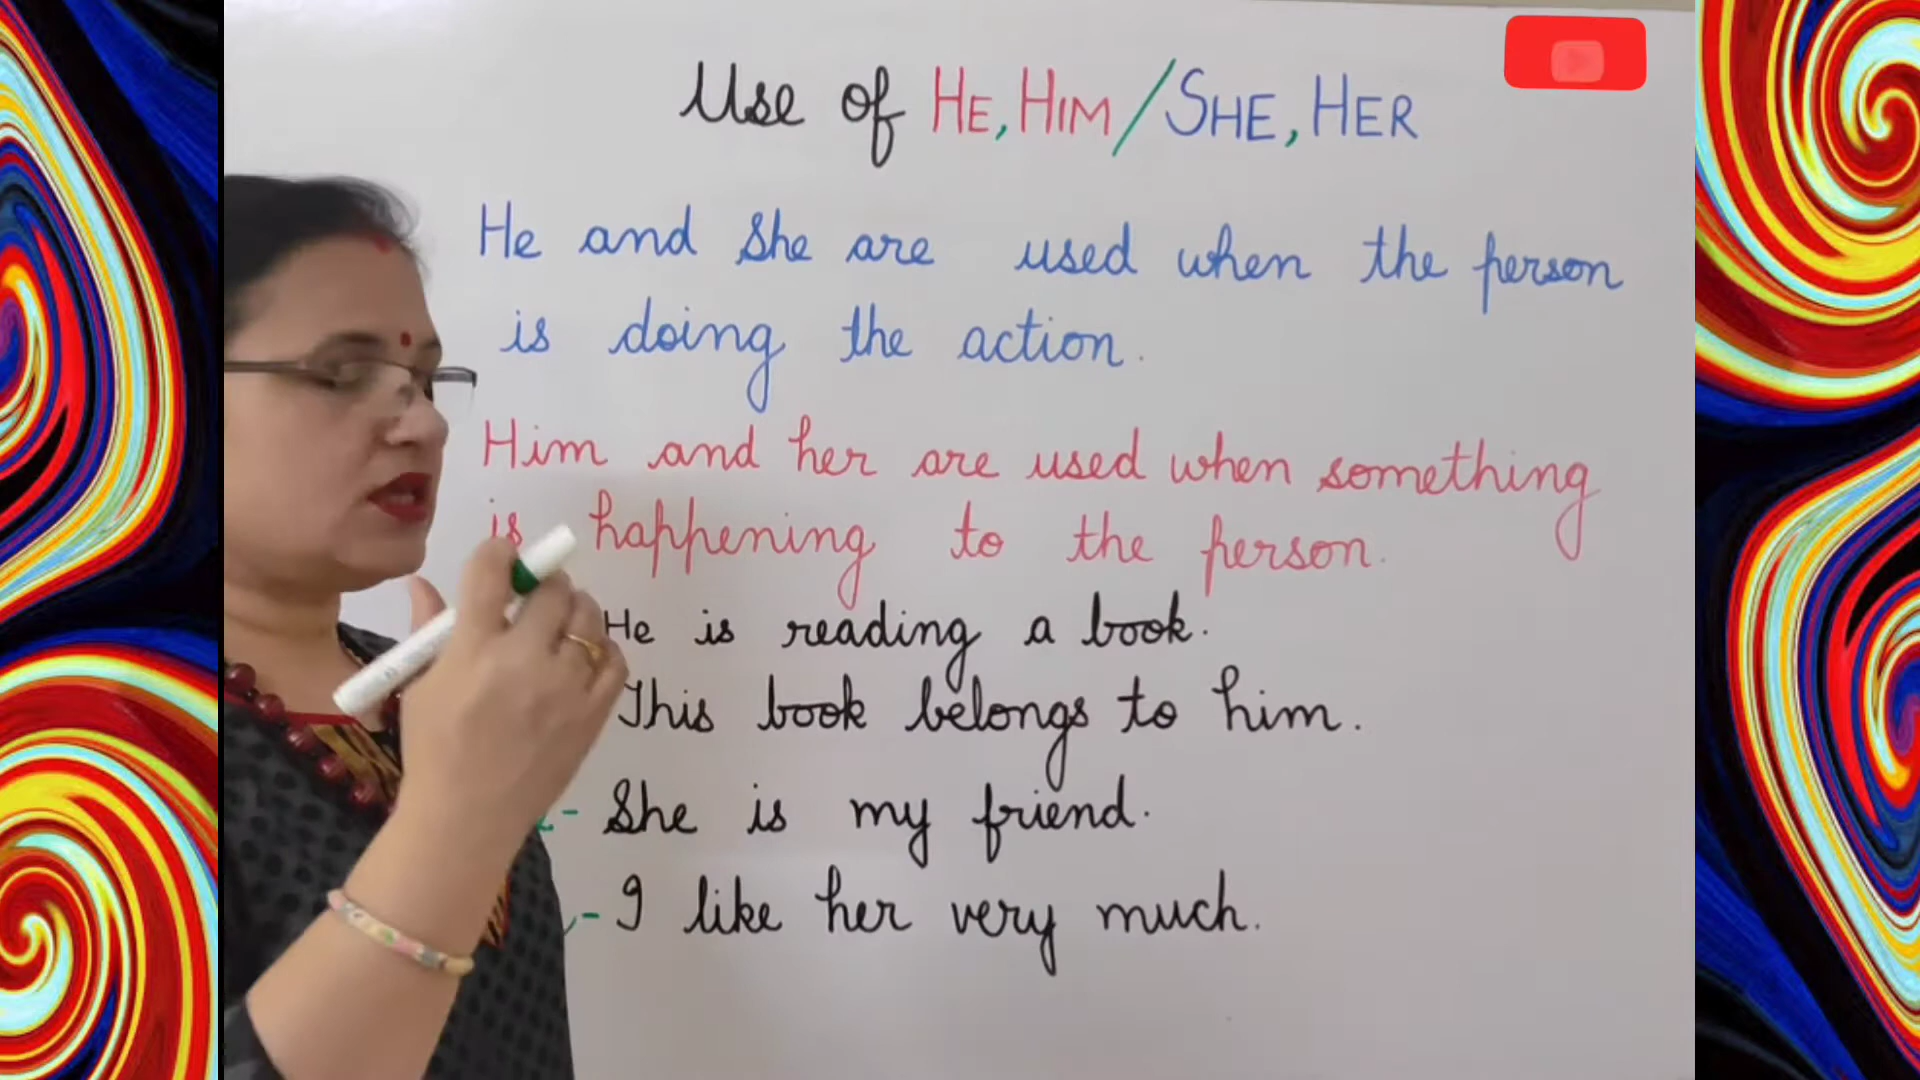 Use of HE, HIM/SHE, HER
He and She are used when the person
is doing the action.
Him and her are used when something
is happening to the person.
He is reading a book.
This book belongs to him.
- She is my friend.
- I like her very much.